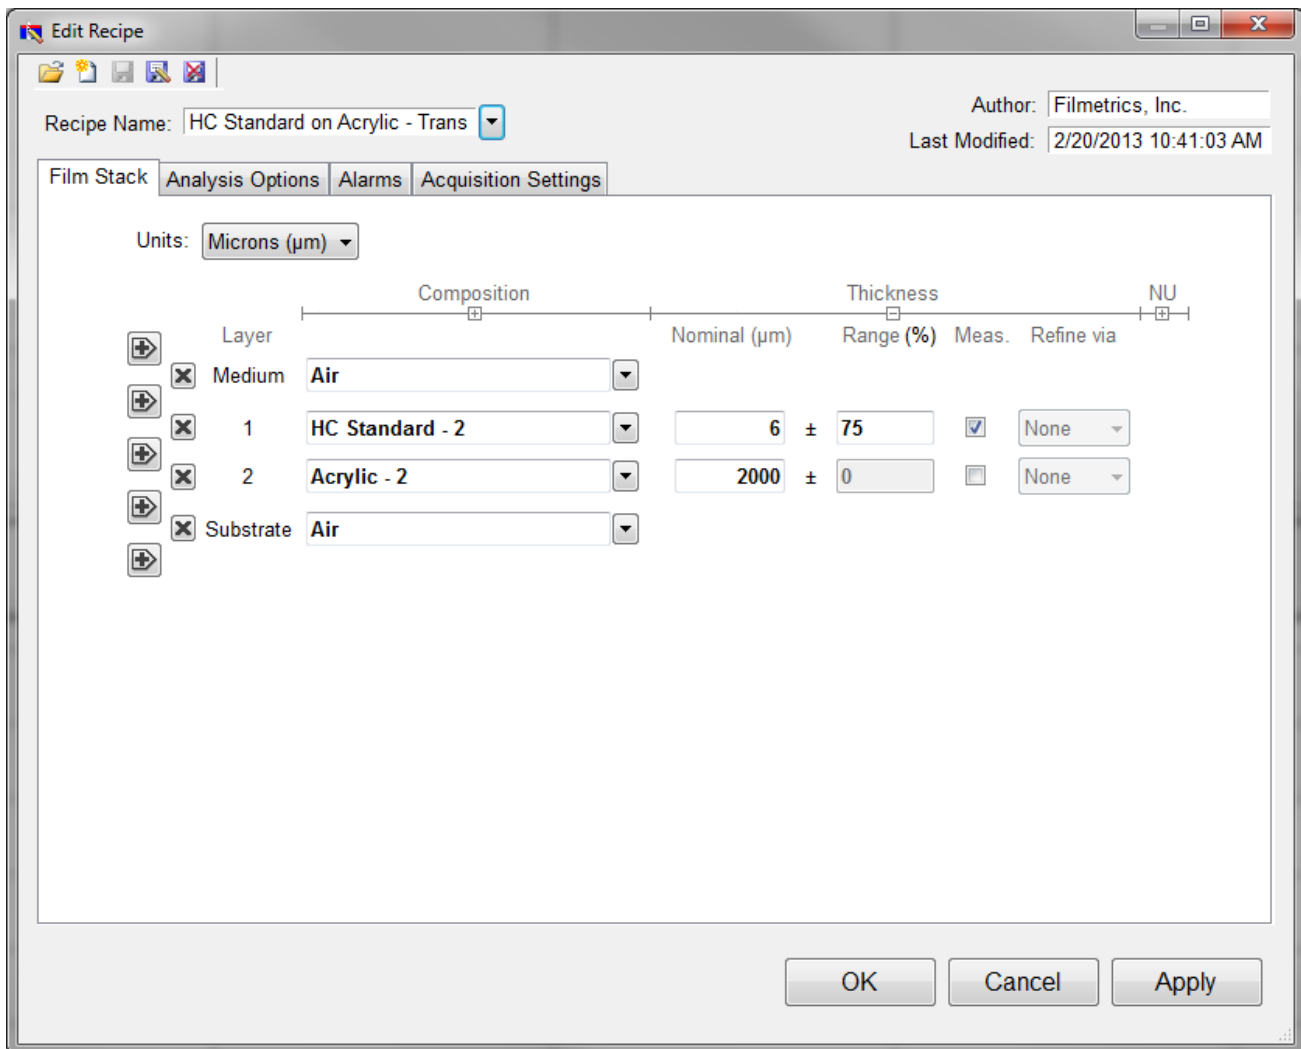 Edit Recipe
Recipe Name: HC Standard on Acrylic - Trans
Author: Filmetrics, Inc.
Last Modified: 2/20/2013 10:41:03 AM
Film Stack Analysis Options Alarms Acquisition Settings
Units: Microns (µm)
Composition Thickness NU
Layer Nominal (µm) Range (%) Meas. Refine via
Medium Air
1 HC Standard - 2 6 ± 75 None
2 Acrylic - 2 2000 ± 0 None
Substrate Air
OK Cancel Apply